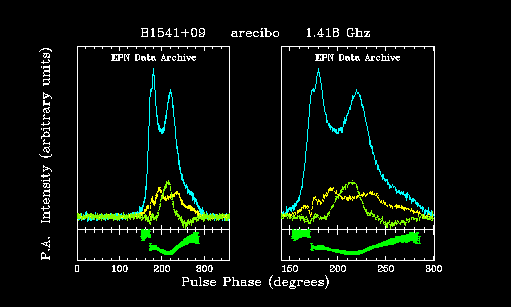 B1541+09 arecibo 1.418 Ghz
EPN Data Archive EPN Data Archive
P.A. Intensity (arbitrary units)
0 100 200 300 150 200 250 300
Pulse Phase (degrees)